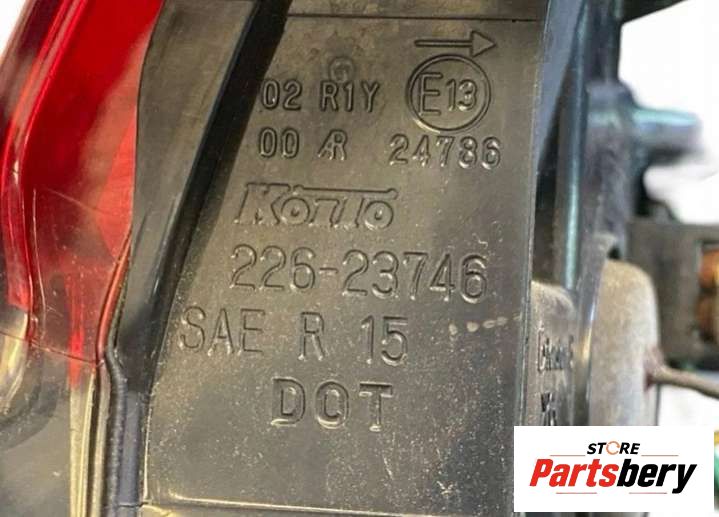 02 R1Y E13
00 AR 24786
Koito
226-23746
SAE R 15
DOT
STORE
Partsbery